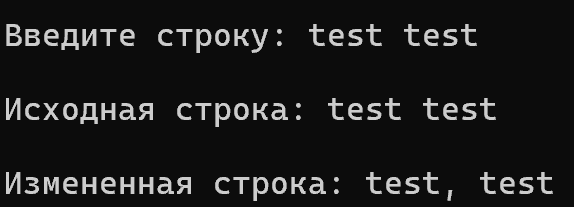 Введите строку: test test
Исходная строка: test test
Измененная строка: test, test